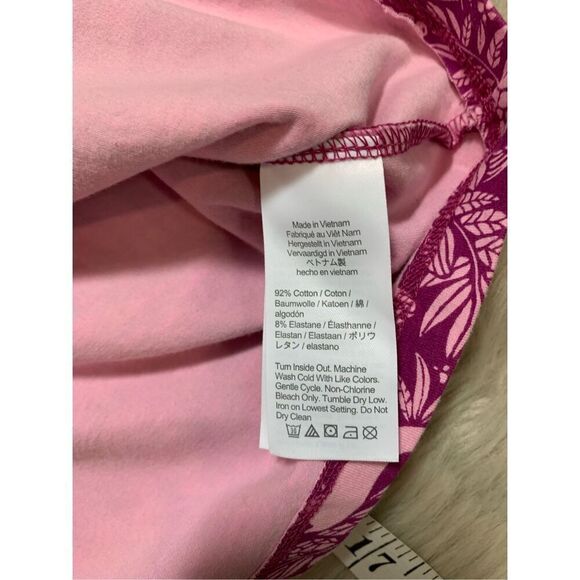 Made in Vietnam
Fabriqué au Việt Nam
Hergestellt in Vietnam
Vervaardigd in Vietnam
ベトナム製
hecho en vietnam
92% Cotton / Coton /
Baumwolle / Katoen / 綿 /
algodón
8% Elastane / Élasthanne /
Elastan / Elastaan / ポリウ
レタン / elastano
Turn Inside Out. Machine
Wash Cold With Like Colors.
Gentle Cycle. Non-Chlorine
Bleach Only. Tumble Dry Low.
Iron on Lowest Setting. Do Not
Dry Clean
17